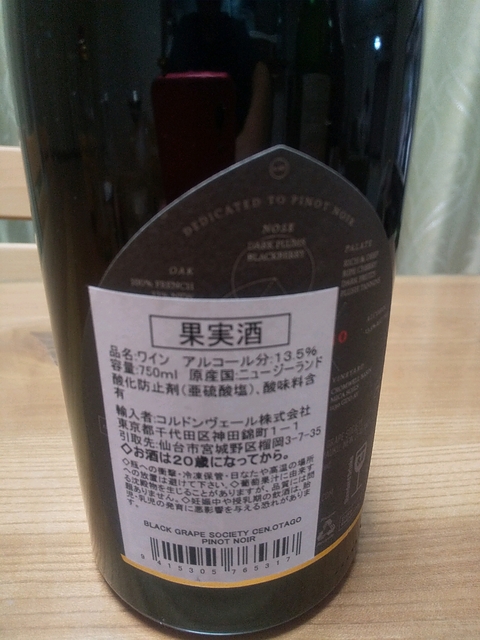 DEDICATED TO PINOT NOIR
NOSE
DARK PLUMS
BLACKBERRY
PALATE
OAK
100% FRENCH
果実酒
品名:ワイン アルコール分:13.5%
容量:750ml 原産国:ニュージーランド
酸化防止剤(亜硫酸塩)、酸味料含
有
輸入者:コルドンヴェール株式会社
東京都千代田区神田錦町1-1
引取先:仙台市宮城野区榴岡3-7-35
◇お酒は20歳になってから。
◇瓶への衝撃・冷凍保管・日なたや高温の場所
への放置は避けて下さい。◇葡萄果汁に由来す
る沈殿物を生じることがありますが、品質には問
題ありません。◇妊娠中や授乳期の飲酒は、胎
児・乳児の発育に悪影響を与える恐れがありま
す。
BLACK GRAPE SOCIETY CEN.OTAGO
PINOT NOIR
9 415305 765317